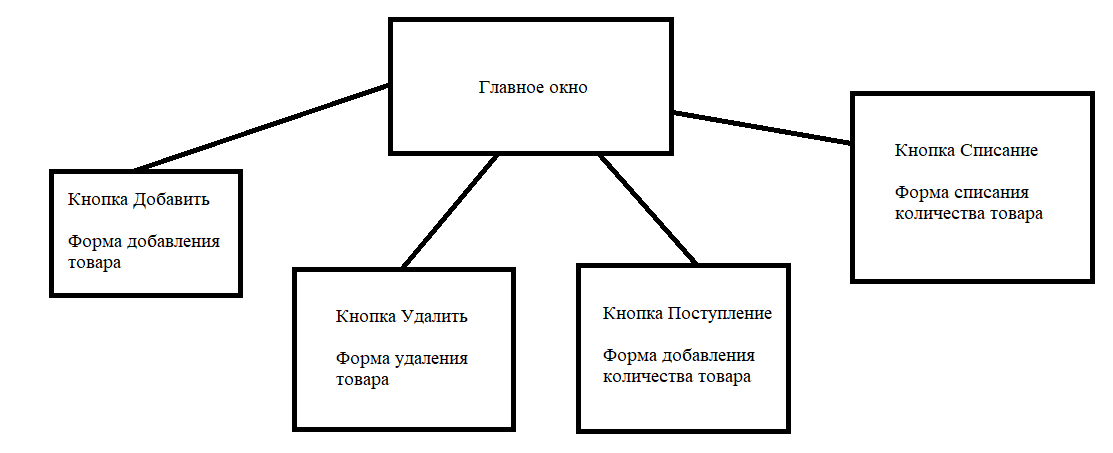 Главное окно
Кнопка Добавить
Форма добавления
товара
Кнопка Удалить
Форма удаления
товара
Кнопка Поступление
Форма добавления
количества товара
Кнопка Списание
Форма списания
количества товара